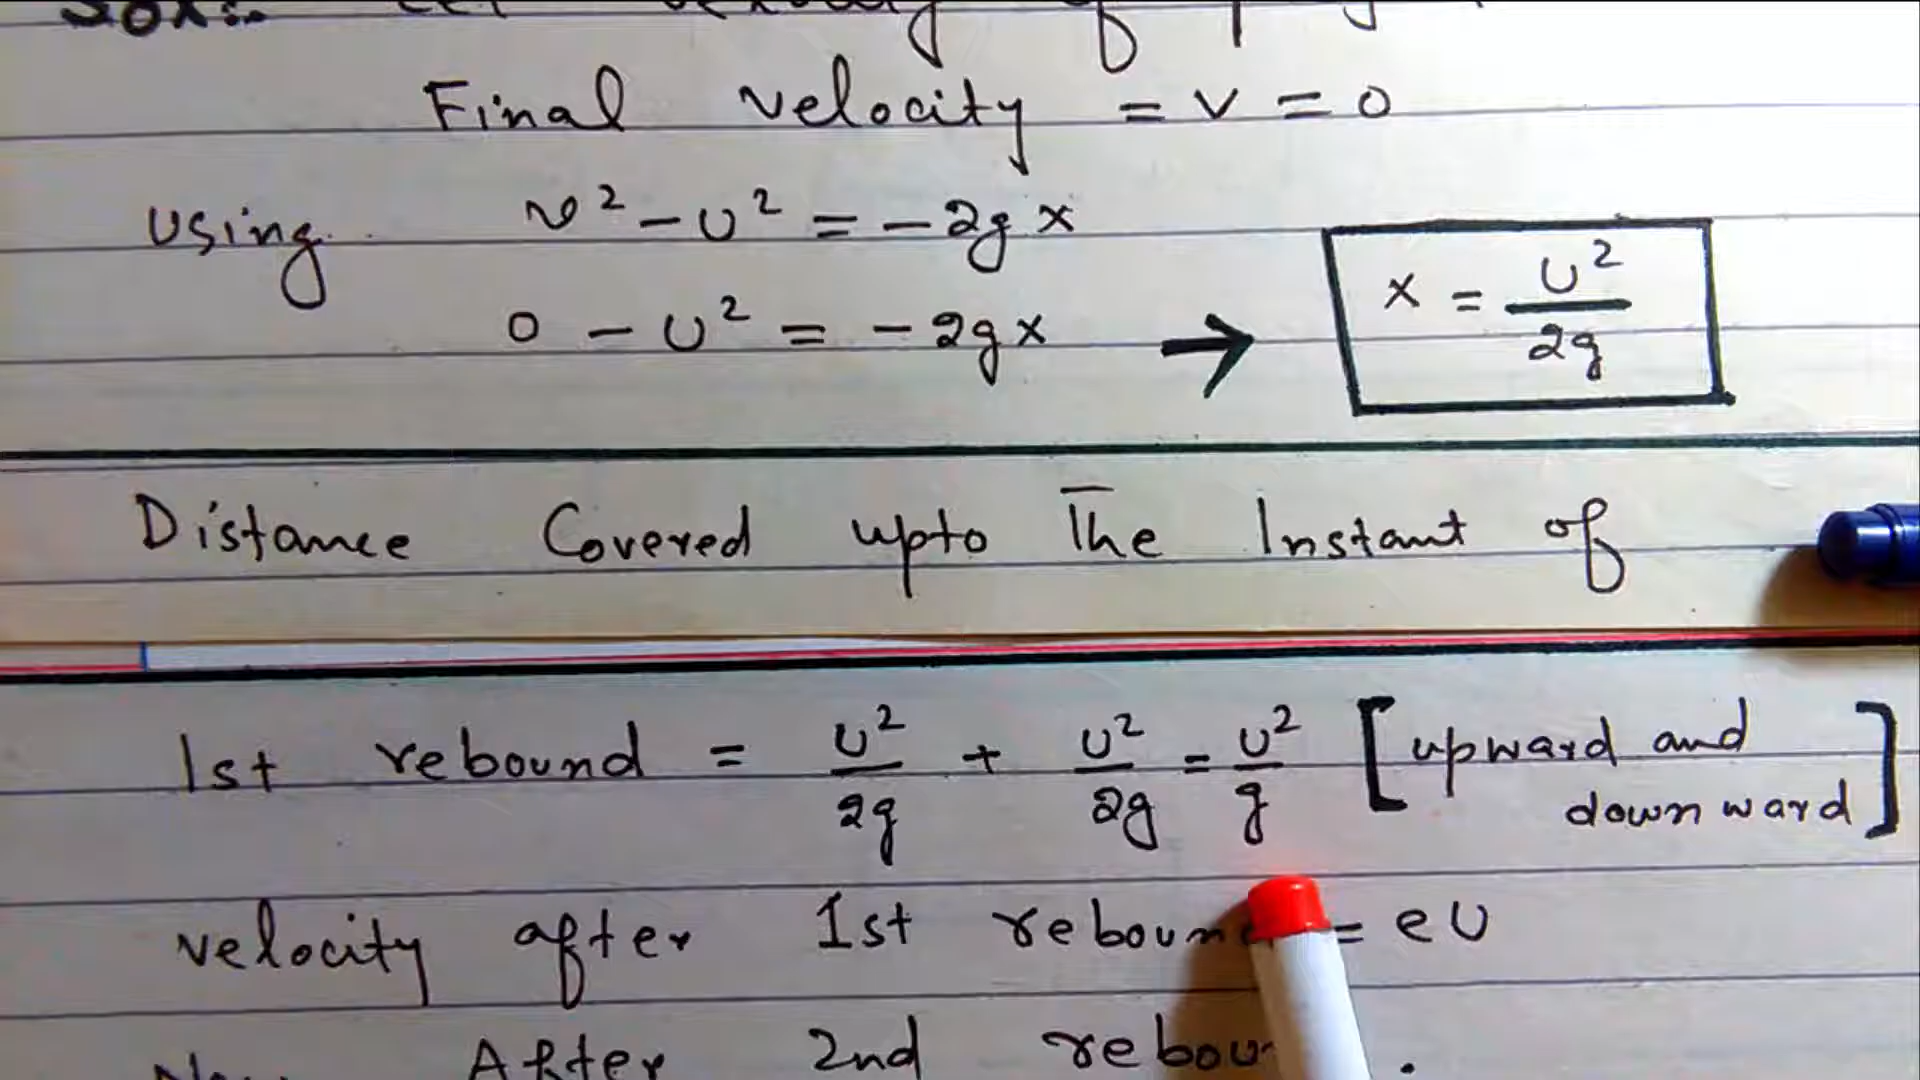 Soln:-
Final velocity = v = 0
Using v² - U² = -2gx
0 - U² = -2gx → x = U²/2g
Distance Covered upto The Instant of
1st rebound = U²/2g + U²/2g = U²/g [upward and downward]
velocity after 1st rebound = eU
After 2nd